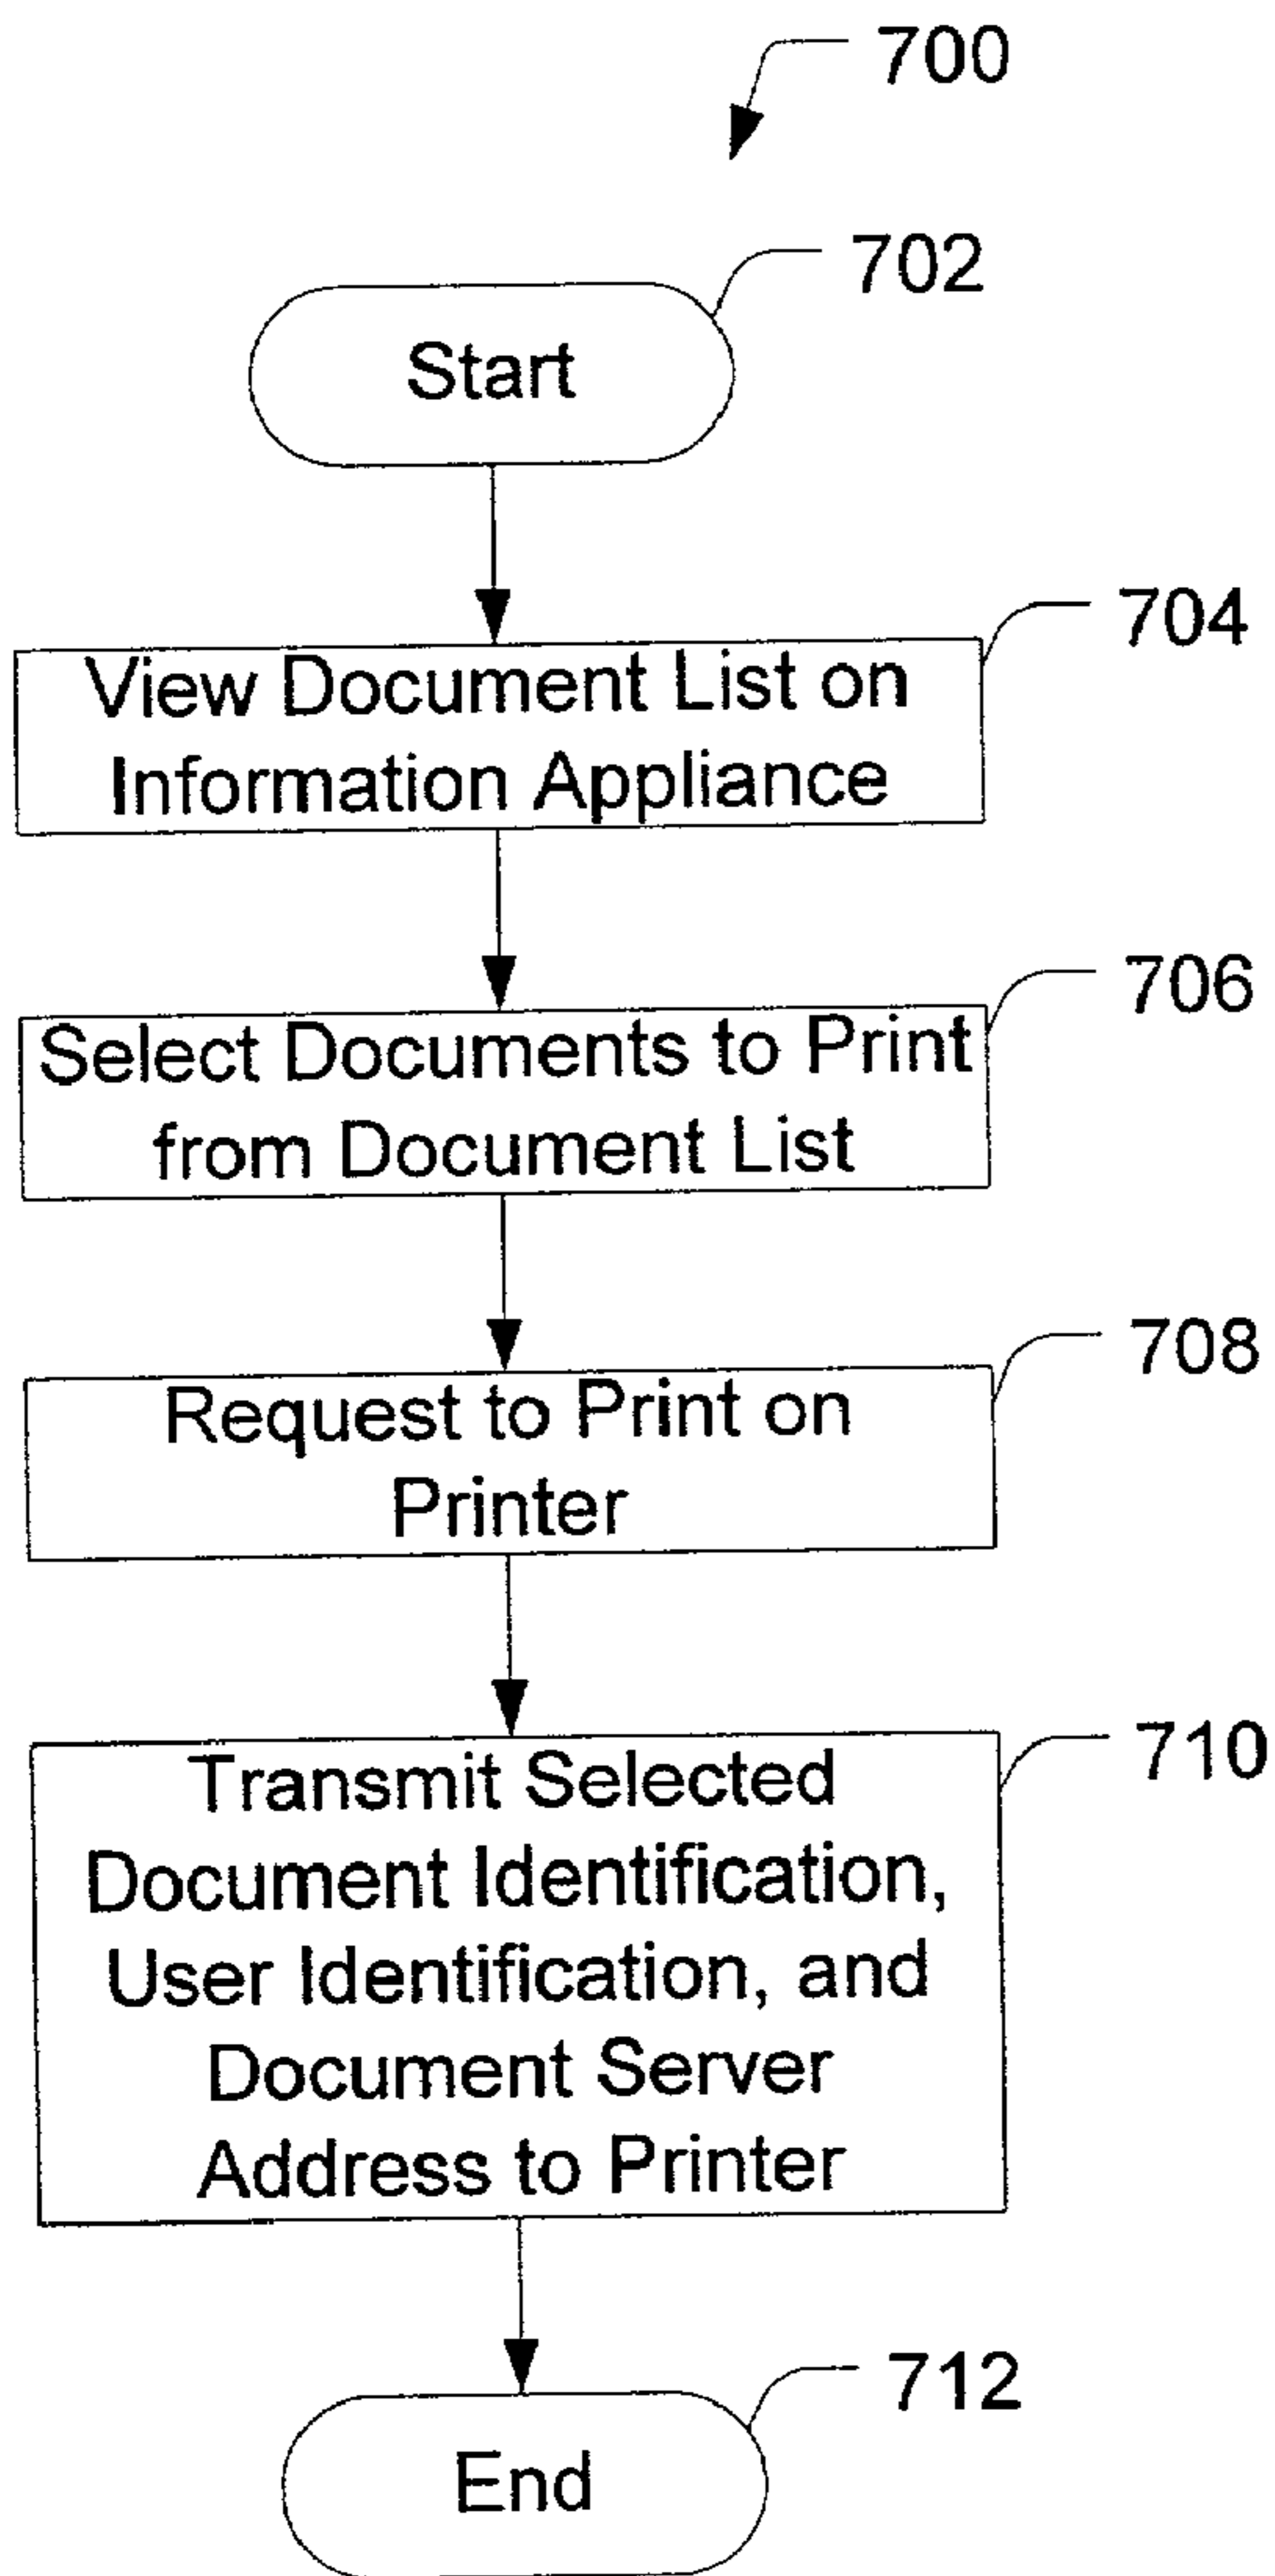 700
702
Start
704
View Document List on
Information Appliance
706
Select Documents to Print
from Document List
708
Request to Print on
Printer
710
Transmit Selected
Document Identification,
User Identification, and
Document Server
Address to Printer
712
End